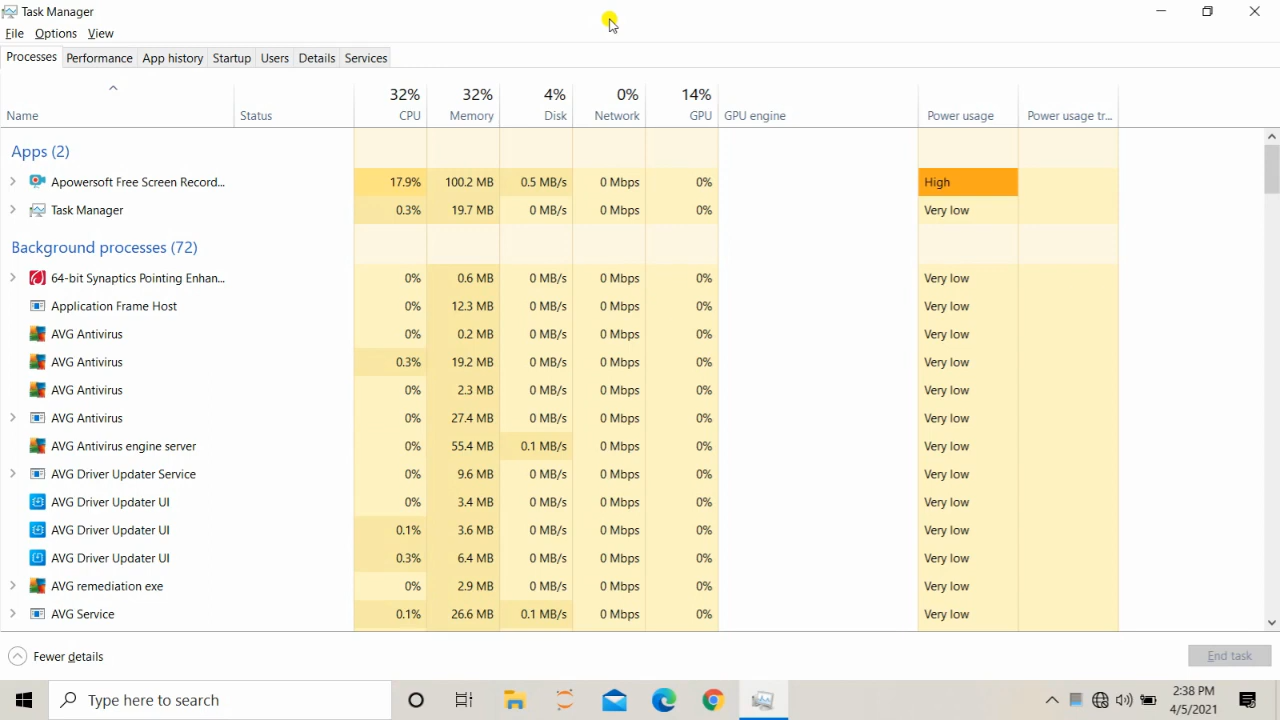 Task Manager
File Options View
Processes Performance App history Startup Users Details Services
32% 32% 4% 0% 14%
Name Status CPU Memory Disk Network GPU GPU engine Power usage Power usage tr...
Apps (2)
Apowersoft Free Screen Record... 17.9% 100.2 MB 0.5 MB/s 0 Mbps 0% High
Task Manager 0.3% 19.7 MB 0 MB/s 0 Mbps 0% Very low
Background processes (72)
64-bit Synaptics Pointing Enhan... 0% 0.6 MB 0 MB/s 0 Mbps 0% Very low
Application Frame Host 0% 12.3 MB 0 MB/s 0 Mbps 0% Very low
AVG Antivirus 0% 0.2 MB 0 MB/s 0 Mbps 0% Very low
AVG Antivirus 0.3% 19.2 MB 0 MB/s 0 Mbps 0% Very low
AVG Antivirus 0% 2.3 MB 0 MB/s 0 Mbps 0% Very low
AVG Antivirus 0% 27.4 MB 0 MB/s 0 Mbps 0% Very low
AVG Antivirus engine server 0% 55.4 MB 0.1 MB/s 0 Mbps 0% Very low
AVG Driver Updater Service 0% 9.6 MB 0 MB/s 0 Mbps 0% Very low
AVG Driver Updater UI 0% 3.4 MB 0 MB/s 0 Mbps 0% Very low
AVG Driver Updater UI 0.1% 3.6 MB 0 MB/s 0 Mbps 0% Very low
AVG Driver Updater UI 0.3% 6.4 MB 0 MB/s 0 Mbps 0% Very low
AVG remediation exe 0% 2.9 MB 0 MB/s 0 Mbps 0% Very low
AVG Service 0.1% 26.6 MB 0.1 MB/s 0 Mbps 0% Very low
Fewer details End task
Type here to search
2:38 PM
4/5/2021